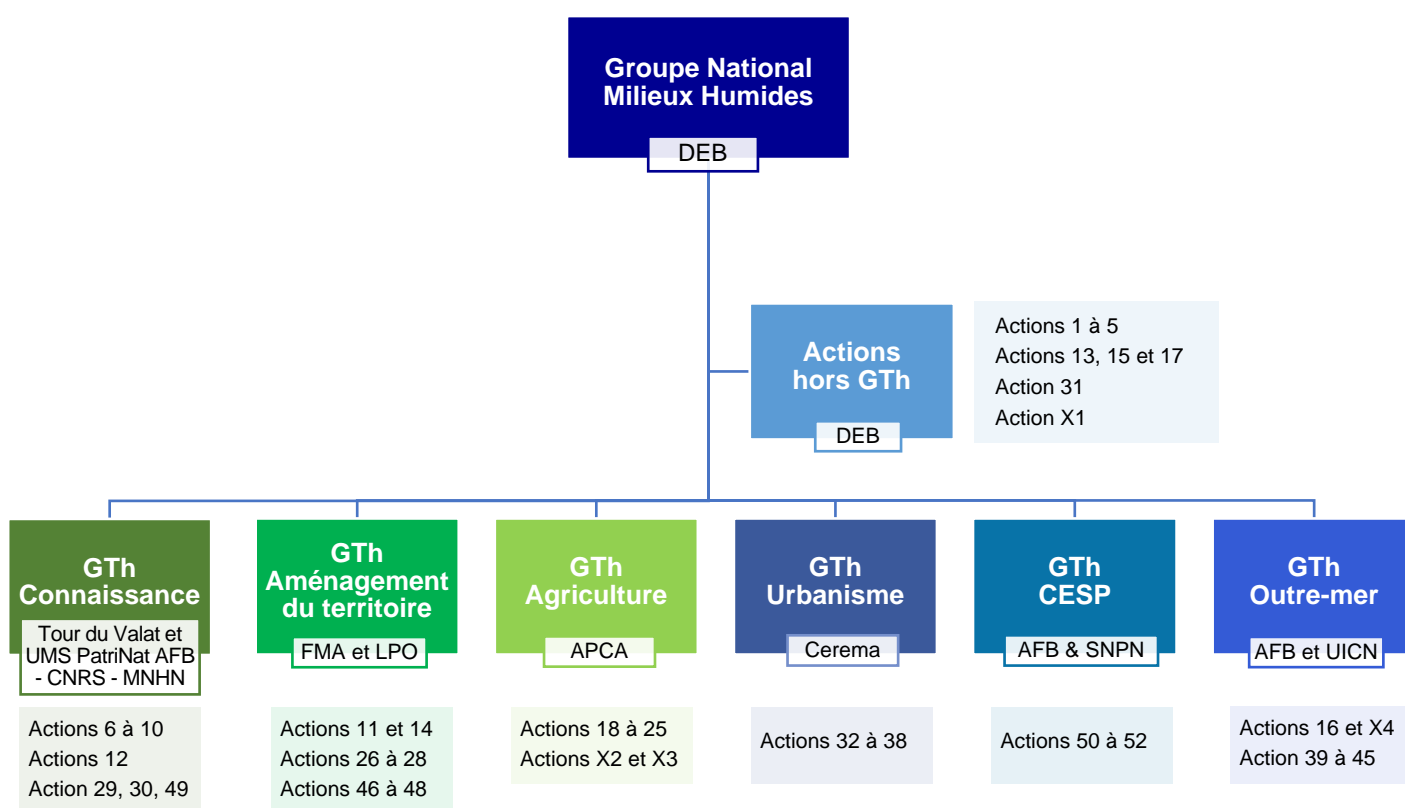 Groupe National
Milieux Humides
DEB
Actions
hors GTh
DEB
Actions 1 à 5
Actions 13, 15 et 17
Action 31
Action X1
GTh
Connaissance
Tour du Valat et
UMS PatriNat AFB
- CNRS - MNHN
Actions 6 à 10
Actions 12
Action 29, 30, 49
GTh
Aménagement
du territoire
FMA et LPO
Actions 11 et 14
Actions 26 à 28
Actions 46 à 48
GTh
Agriculture
APCA
Actions 18 à 25
Actions X2 et X3
GTh
Urbanisme
Cerema
Actions 32 à 38
GTh
CESP
AFB & SNPN
Actions 50 à 52
GTh
Outre-mer
AFB et UICN
Actions 16 et X4
Action 39 à 45